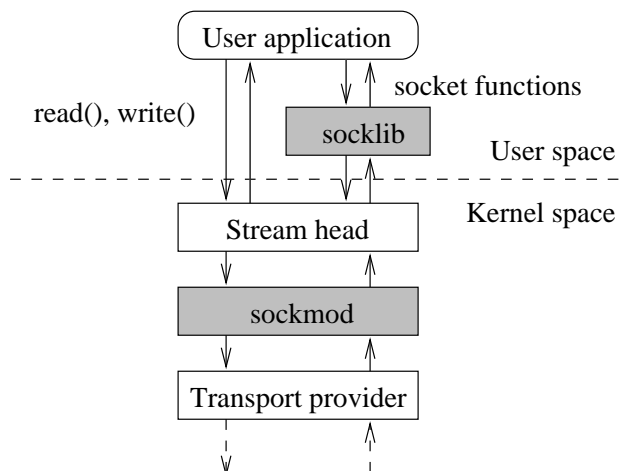 User application
socket functions
read(), write()
socklib
User space
Kernel space
Stream head
sockmod
Transport provider